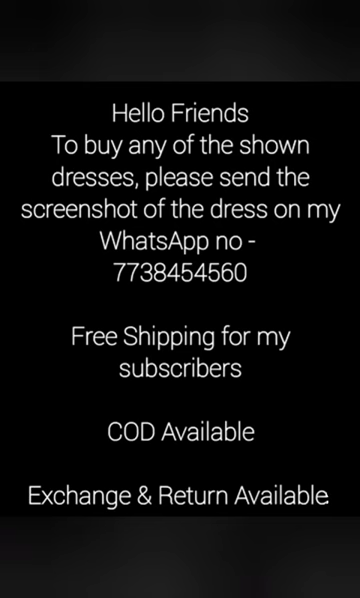 Hello Friends
To buy any of the shown
dresses, please send the
screenshot of the dress on my
WhatsApp no -
7738454560
Free Shipping for my
subscribers
COD Available
Exchange & Return Available